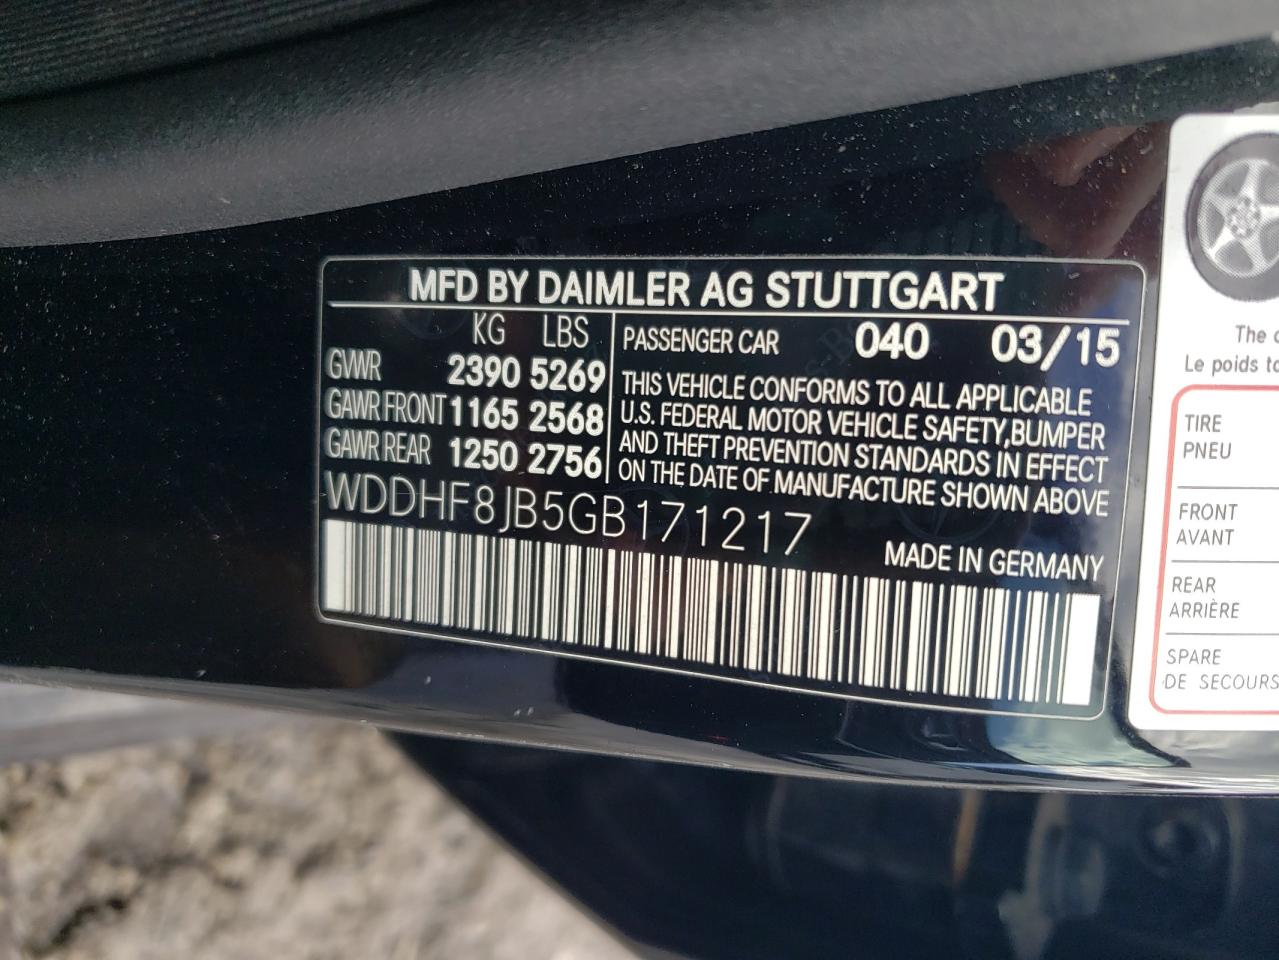 MFD BY DAIMLER AG STUTTGART
KG LBS
GVWR 2390 5269
GAWR FRONT 1165 2568
GAWR REAR 1250 2756
PASSENGER CAR 040 03/15
THIS VEHICLE CONFORMS TO ALL APPLICABLE
U.S. FEDERAL MOTOR VEHICLE SAFETY, BUMPER
AND THEFT PREVENTION STANDARDS IN EFFECT
ON THE DATE OF MANUFACTURE SHOWN ABOVE
WDDHF8JB5GB171217
MADE IN GERMANY
The
Le poids
TIRE
PNEU
FRONT
AVANT
REAR
ARRIÈRE
SPARE
DE SECOURS